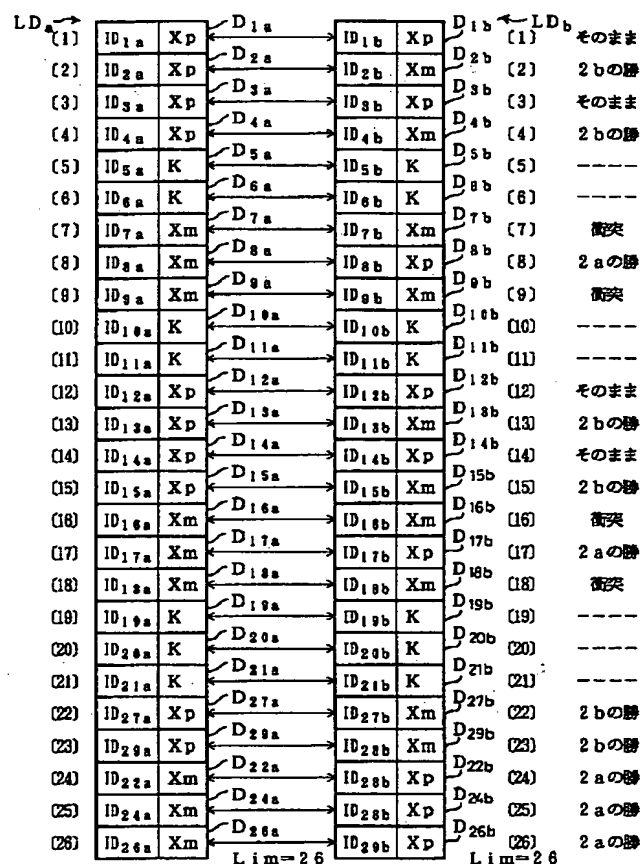 LDa D1a D1b LDb
[1] ID1a Xp ID1b Xp [1] そのまま
D2a D2b
[2] ID2a Xp ID2b Xm [2] 2bの勝
D3a D3b
[3] ID3a Xp ID3b Xp [3] そのまま
D4a D4b
[4] ID4a Xp ID4b Xm [4] 2bの勝
D5a D5b
[5] ID5a K ID5b K [5] ----
D6a D6b
[6] ID6a K ID6b K [6] ----
D7a D7b
[7] ID7a Xm ID7b Xm [7] 衝突
D8a D8b
[8] ID8a Xm ID8b Xp [8] 2aの勝
D9a D9b
[9] ID9a Xm ID9b Xm [9] 衝突
D10a D10b
[10] ID10a K ID10b K [10] ----
D11a D11b
[11] ID11a K ID11b K [11] ----
D12a D12b
[12] ID12a Xp ID12b Xp [12] そのまま
D13a D13b
[13] ID13a Xp ID13b Xm [13] 2bの勝
D14a D14b
[14] ID14a Xp ID14b Xp [14] そのまま
D15a D15b
[15] ID15a Xp ID15b Xm [15] 2bの勝
D16a D16b
[16] ID16a Xm ID16b Xm [16] 衝突
D17a D17b
[17] ID17a Xm ID17b Xp [17] 2aの勝
D18a D18b
[18] ID18a Xm ID18b Xm [18] 衝突
D19a D19b
[19] ID19a K ID19b K [19] ----
D20a D20b
[20] ID20a K ID20b K [20] ----
D21a D21b
[21] ID21a K ID21b K [21] ----
D27a D27b
[22] ID27a Xp ID27b Xm [22] 2bの勝
D29a D29b
[23] ID29a Xp ID28b Xm [23] 2bの勝
D22a D22b
[24] ID22a Xm ID28b Xp [24] 2aの勝
D24a D24b
[25] ID24a Xm ID28b Xp [25] 2aの勝
D26a D26b
[26] ID26a Xm ID29b Xp [26] 2aの勝
Lim=26 Lim=26